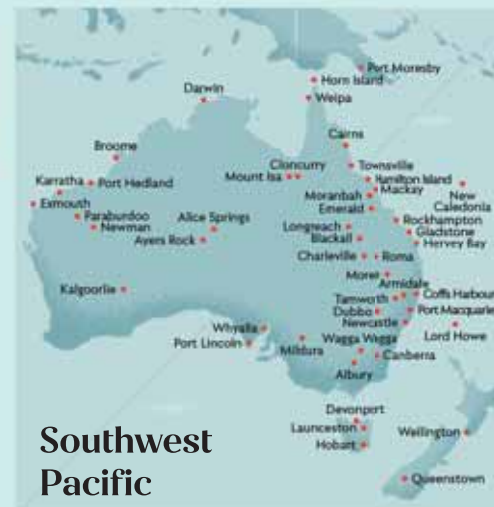 Port Moresby
Horn Island
Weipa
Darwin
Cairns
Broome
Cloncurry
Townsville
Mount Isa
Hamilton Island
Mackay
Karratha
Port Hedland
Moranbah
New
Caledonia
Exmouth
Emerald
Paraburdoo
Newman
Alice Springs
Longreach
Rockhampton
Gladstone
Blackall
Hervey Bay
Ayers Rock
Charleville
Roma
Moree
Armidale
Kalgoorlie
Tamworth
Coffs Harbour
Dubbo
Port Macquarie
Newcastle
Whyalla
Port Lincoln
Mildura
Wagga Wagga
Lord Howe
Canberra
Albury
Devonport
Launceston
Hobart
Wellington
Queenstown
Southwest
Pacific